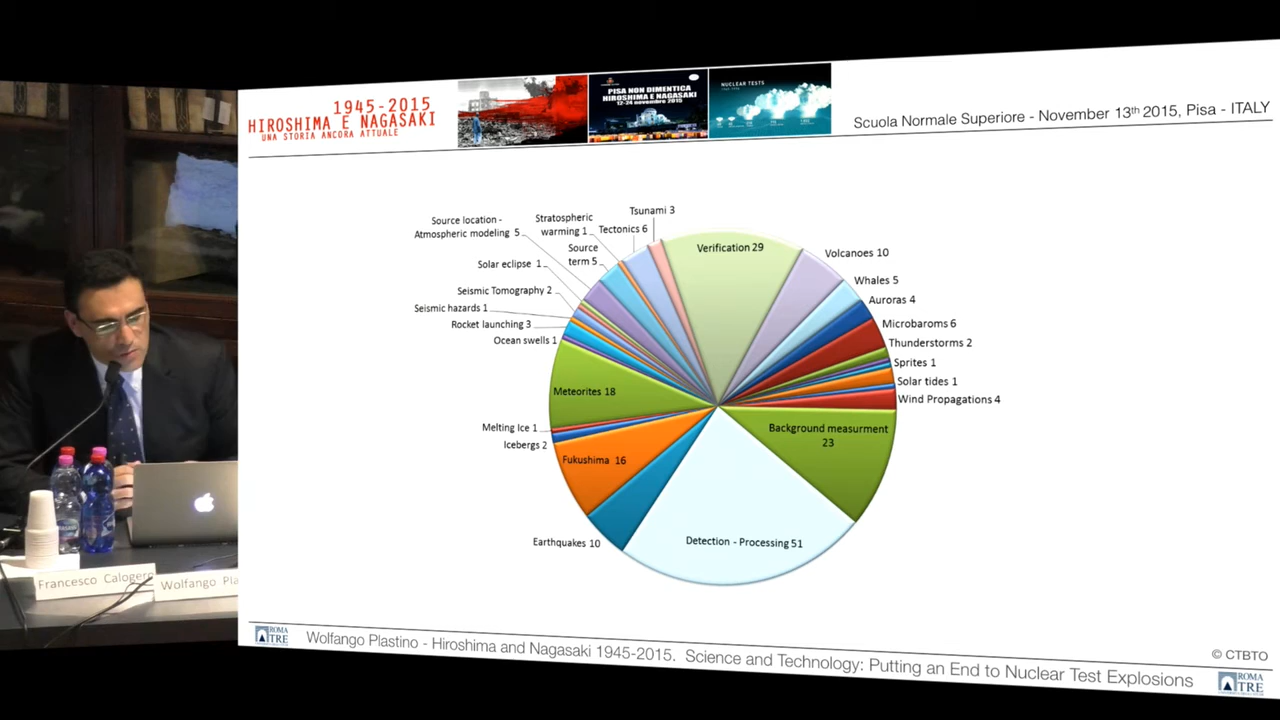 1945-2015
HIROSHIMA E NAGASAKI
UNA STORIA ANCORA ATTUALE
PISA NON DIMENTICA
HIROSHIMA E NAGASAKI
12-24 novembre 2015
NUCLEAR TESTS
Scuola Normale Superiore - November 13th 2015, Pisa - ITALY
Tsunami 3
Stratospheric
warming 1
Tectonics 6
Source location -
Atmospheric modeling 5
Source
term 5
Solar eclipse 1
Seismic Tomography 2
Seismic hazards 1
Rocket launching 3
Ocean swells 1
Meteorites 18
Melting Ice 1
Icebergs 2
Fukushima 16
Earthquakes 10
Verification 29
Volcanoes 10
Whales 5
Auroras 4
Microbaroms 6
Thunderstorms 2
Sprites 1
Solar tides 1
Wind Propagations 4
Background measurment
23
Detection - Processing 51
Francesco Calogero
Wolfango Pla
© CTBTO
ROMA
TRE
Wolfango Plastino - Hiroshima and Nagasaki 1945-2015. Science and Technology: Putting an End to Nuclear Test Explosions
ROMA
TRE